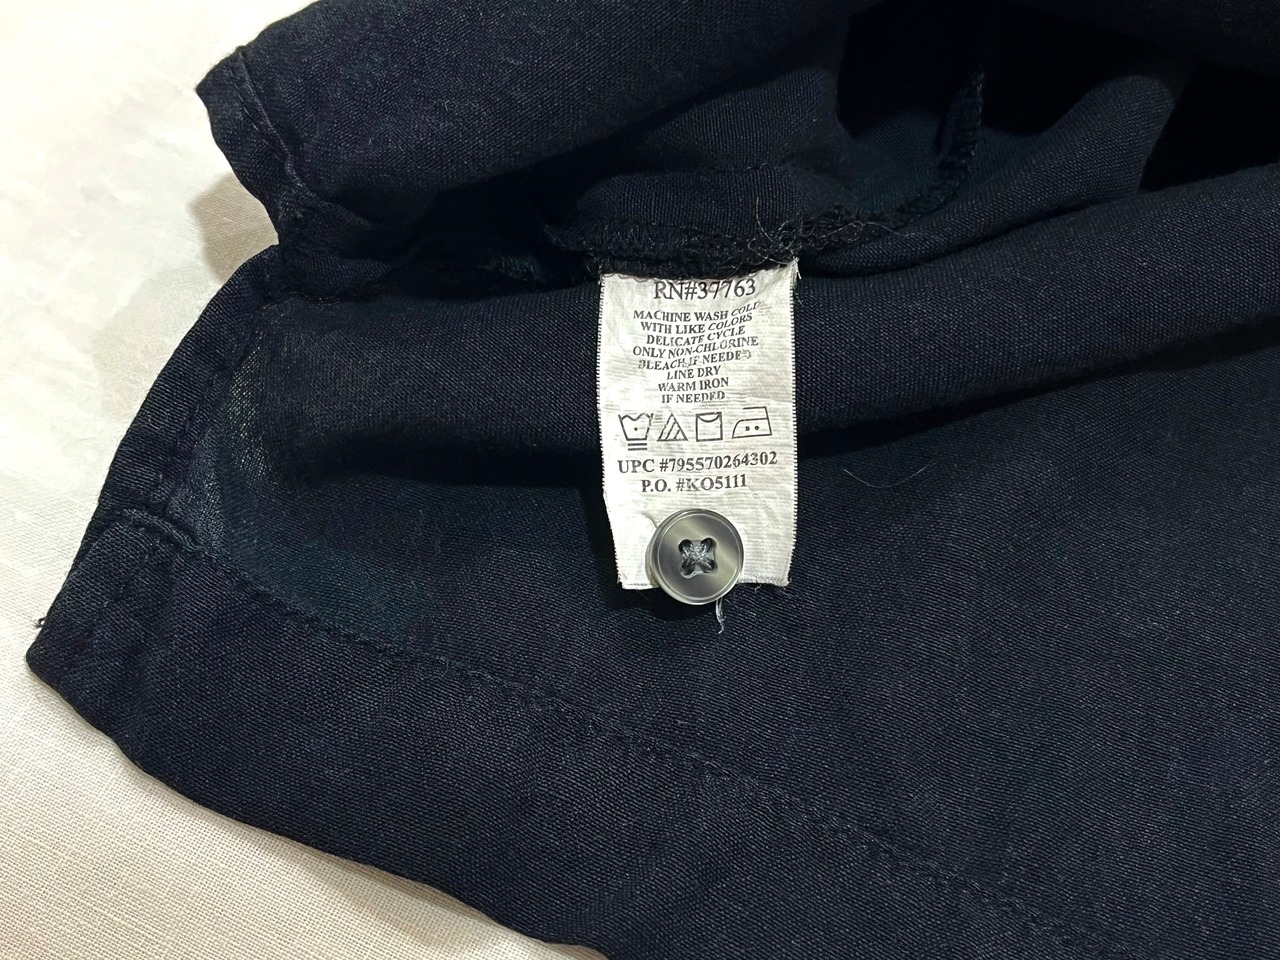 RN#37763
MACHINE WASH COLD
WITH LIKE COLORS
DELICATE CYCLE
ONLY NON-CHLORINE
BLEACH IF NEEDED
LINE DRY
WARM IRON
IF NEEDED
UPC #795570264302
P.O. #KO5111